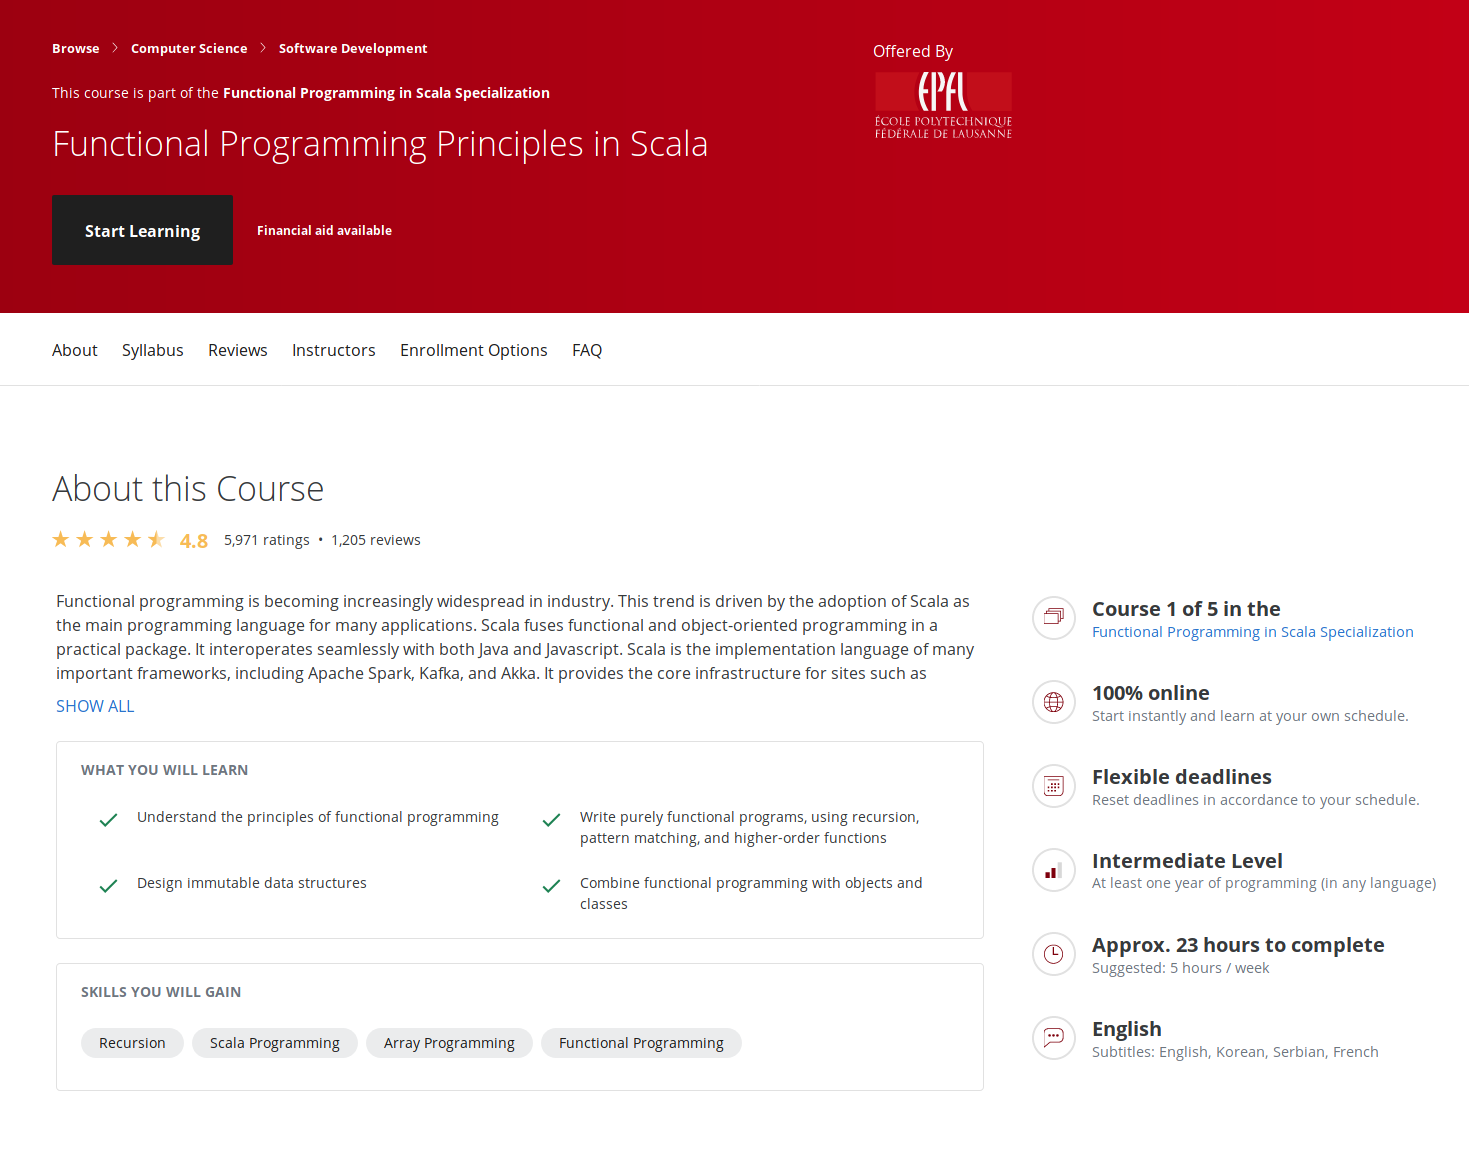 Browse > Computer Science > Software Development
This course is part of the Functional Programming in Scala Specialization
Functional Programming Principles in Scala
Start Learning
Financial aid available
Offered By
EPFL
ÉCOLE POLYTECHNIQUE
FÉDÉRALE DE LAUSANNE
About Syllabus Reviews Instructors Enrollment Options FAQ
About this Course
4.8 5,971 ratings • 1,205 reviews
Functional programming is becoming increasingly widespread in industry. This trend is driven by the adoption of Scala as
the main programming language for many applications. Scala fuses functional and object-oriented programming in a
practical package. It interoperates seamlessly with both Java and Javascript. Scala is the implementation language of many
important frameworks, including Apache Spark, Kafka, and Akka. It provides the core infrastructure for sites such as
SHOW ALL
WHAT YOU WILL LEARN
Understand the principles of functional programming
Write purely functional programs, using recursion,
pattern matching, and higher-order functions
Design immutable data structures
Combine functional programming with objects and
classes
SKILLS YOU WILL GAIN
Recursion
Scala Programming
Array Programming
Functional Programming
Course 1 of 5 in the
Functional Programming in Scala Specialization
100% online
Start instantly and learn at your own schedule.
Flexible deadlines
Reset deadlines in accordance to your schedule.
Intermediate Level
At least one year of programming (in any language)
Approx. 23 hours to complete
Suggested: 5 hours / week
English
Subtitles: English, Korean, Serbian, French